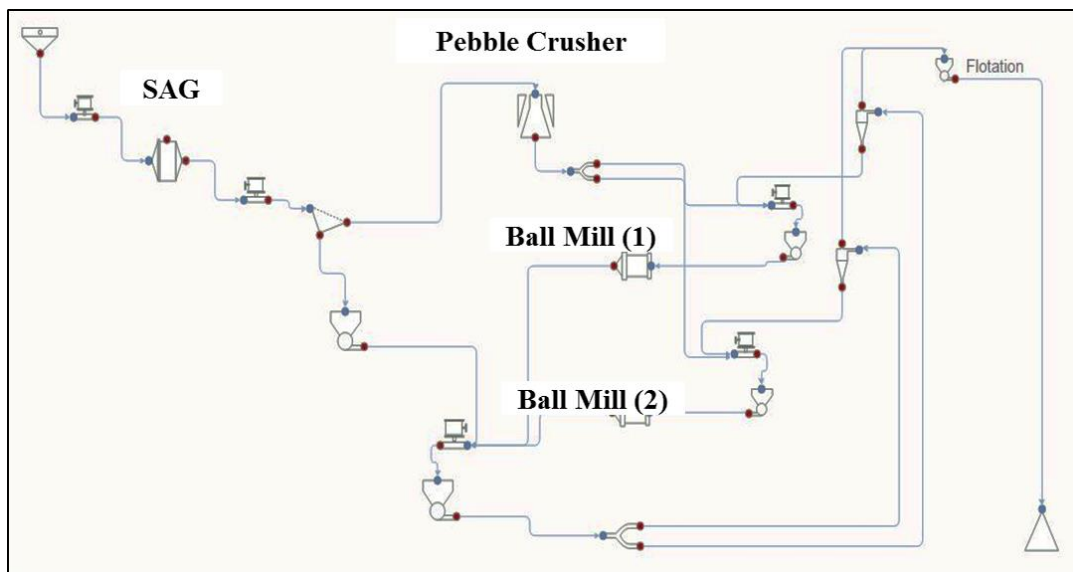 Pebble Crusher
SAG
Flotation
Ball Mill (1)
Ball Mill (2)